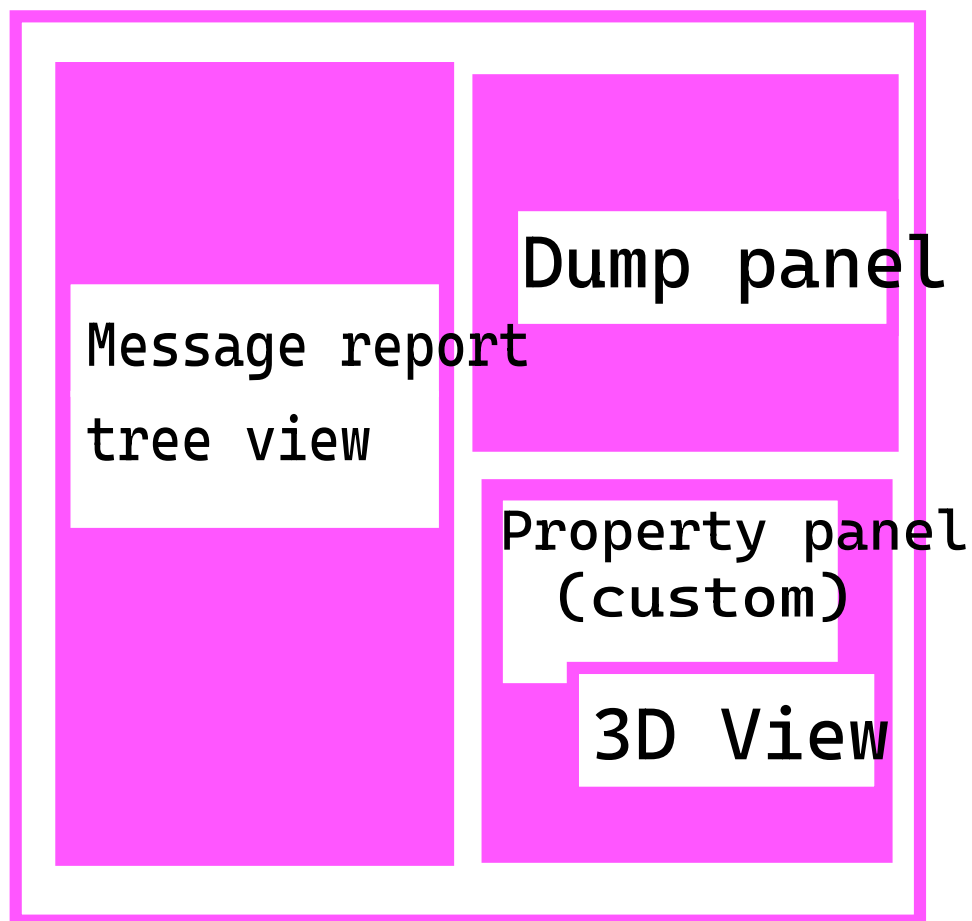 Message report
tree view
Dump panel
Property panel
(custom)
3D View